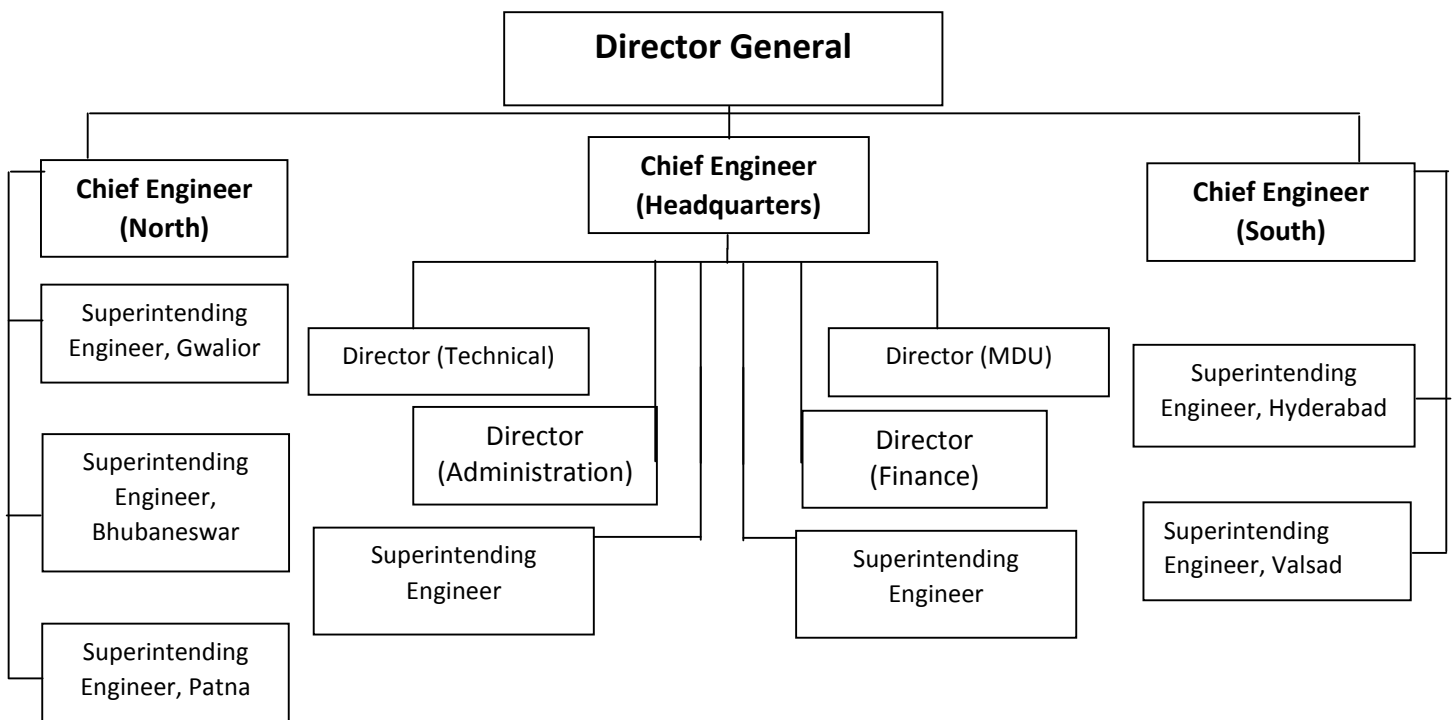 Director General
Chief Engineer
(North)
Chief Engineer
(Headquarters)
Chief Engineer
(South)
Superintending
Engineer, Gwalior
Superintending
Engineer,
Bhubaneswar
Superintending
Engineer, Patna
Director (Technical)
Director (MDU)
Director
(Administration)
Director
(Finance)
Superintending
Engineer
Superintending
Engineer
Superintending
Engineer, Hyderabad
Superintending
Engineer, Valsad